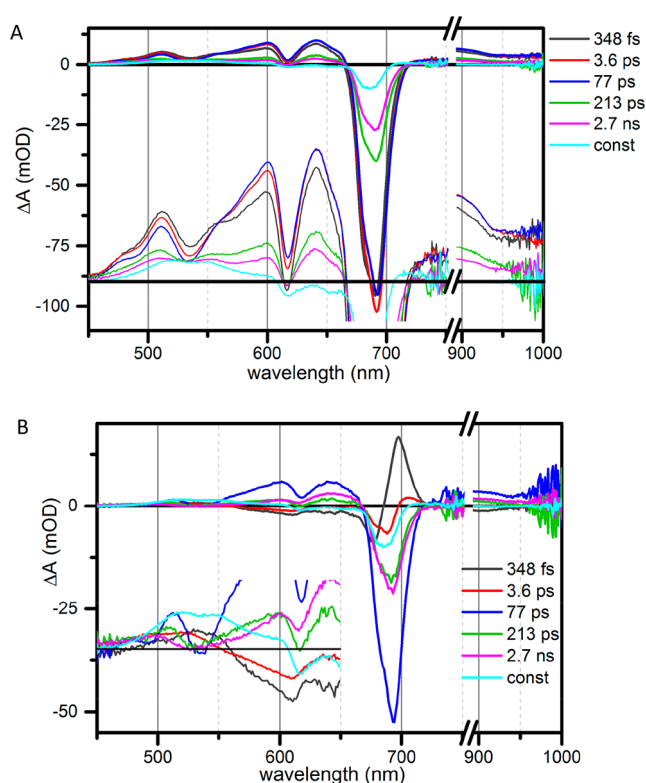 A
348 fs
3.6 ps
77 ps
213 ps
2.7 ns
const
0
-25
-50
-75
-100
ΔA (mOD)
500 600 700 900 1000
wavelength (nm)
B
0
-25
-50
ΔA (mOD)
348 fs
3.6 ps
77 ps
213 ps
2.7 ns
const
500 600 700 900 1000
wavelength (nm)